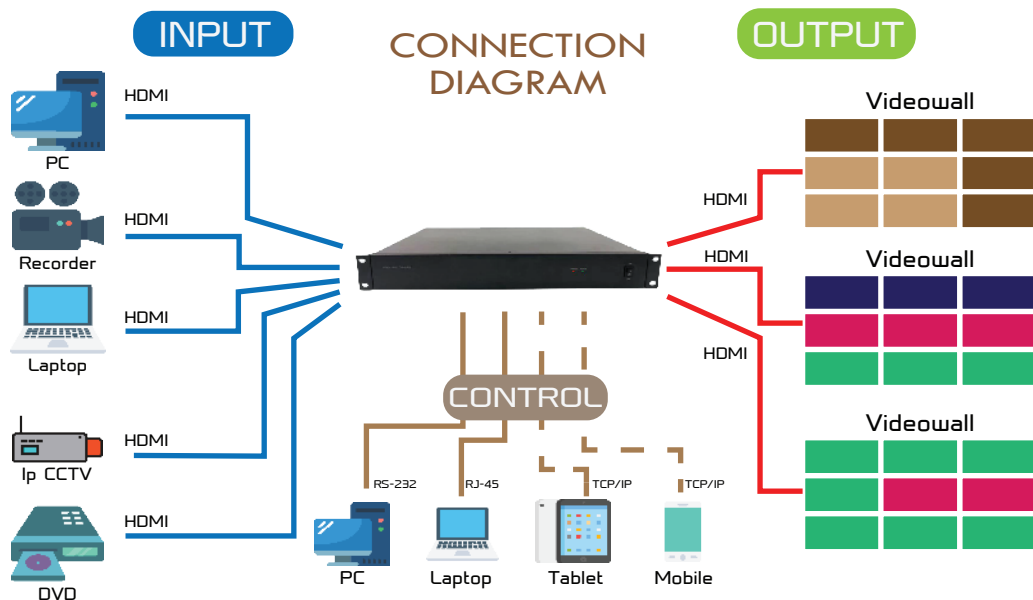 INPUT
CONNECTION
DIAGRAM
OUTPUT
HDMI
PC
HDMI
Recorder
HDMI
Laptop
HDMI
Ip CCTV
HDMI
DVD
Videowall
HDMI
Videowall
HDMI
HDMI
Videowall
CONTROL
RS-232
RJ-45
TCP/IP
TCP/IP
PC
Laptop
Tablet
Mobile